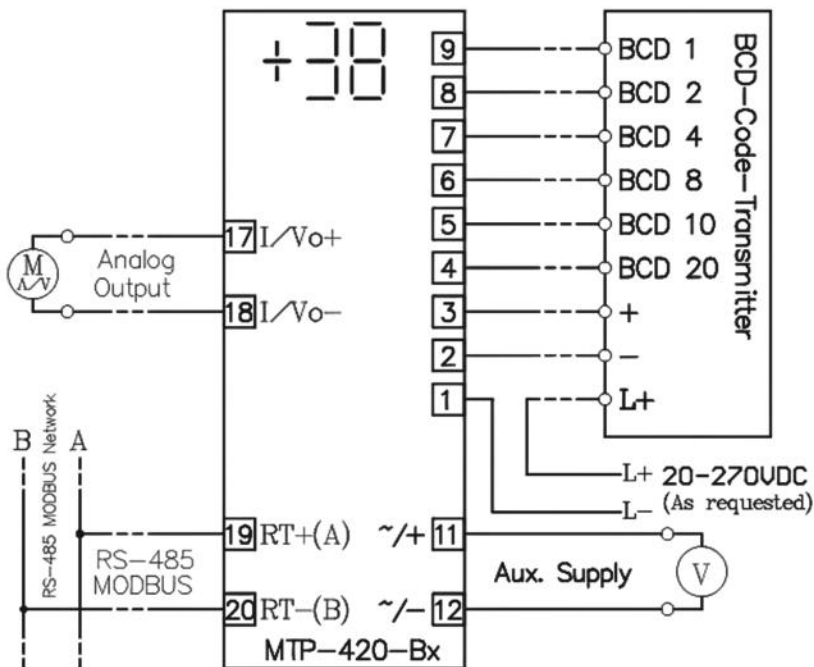 +38
9 BCD 1
8 BCD 2
7 BCD 4
6 BCD 8
5 BCD 10
4 BCD 20
3 +
2 -
1 L+
BCD-Code-Transmitter
17 I/Vo+
M
A/V
Analog
Output
18 I/Vo-
B A
RS-485 MODBUS Network
L+ 20-270VDC
L- (As requested)
19 RT+(A) ~/+ 11
RS-485
MODBUS
Aux. Supply V
20 RT-(B) ~/- 12
MTP-420-Bx